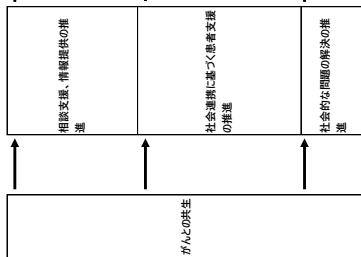 相談支援、情報提供の推
進
社会連携に基づく患者支援
の推進
社会的な問題の解決の推
進
がんとの共生